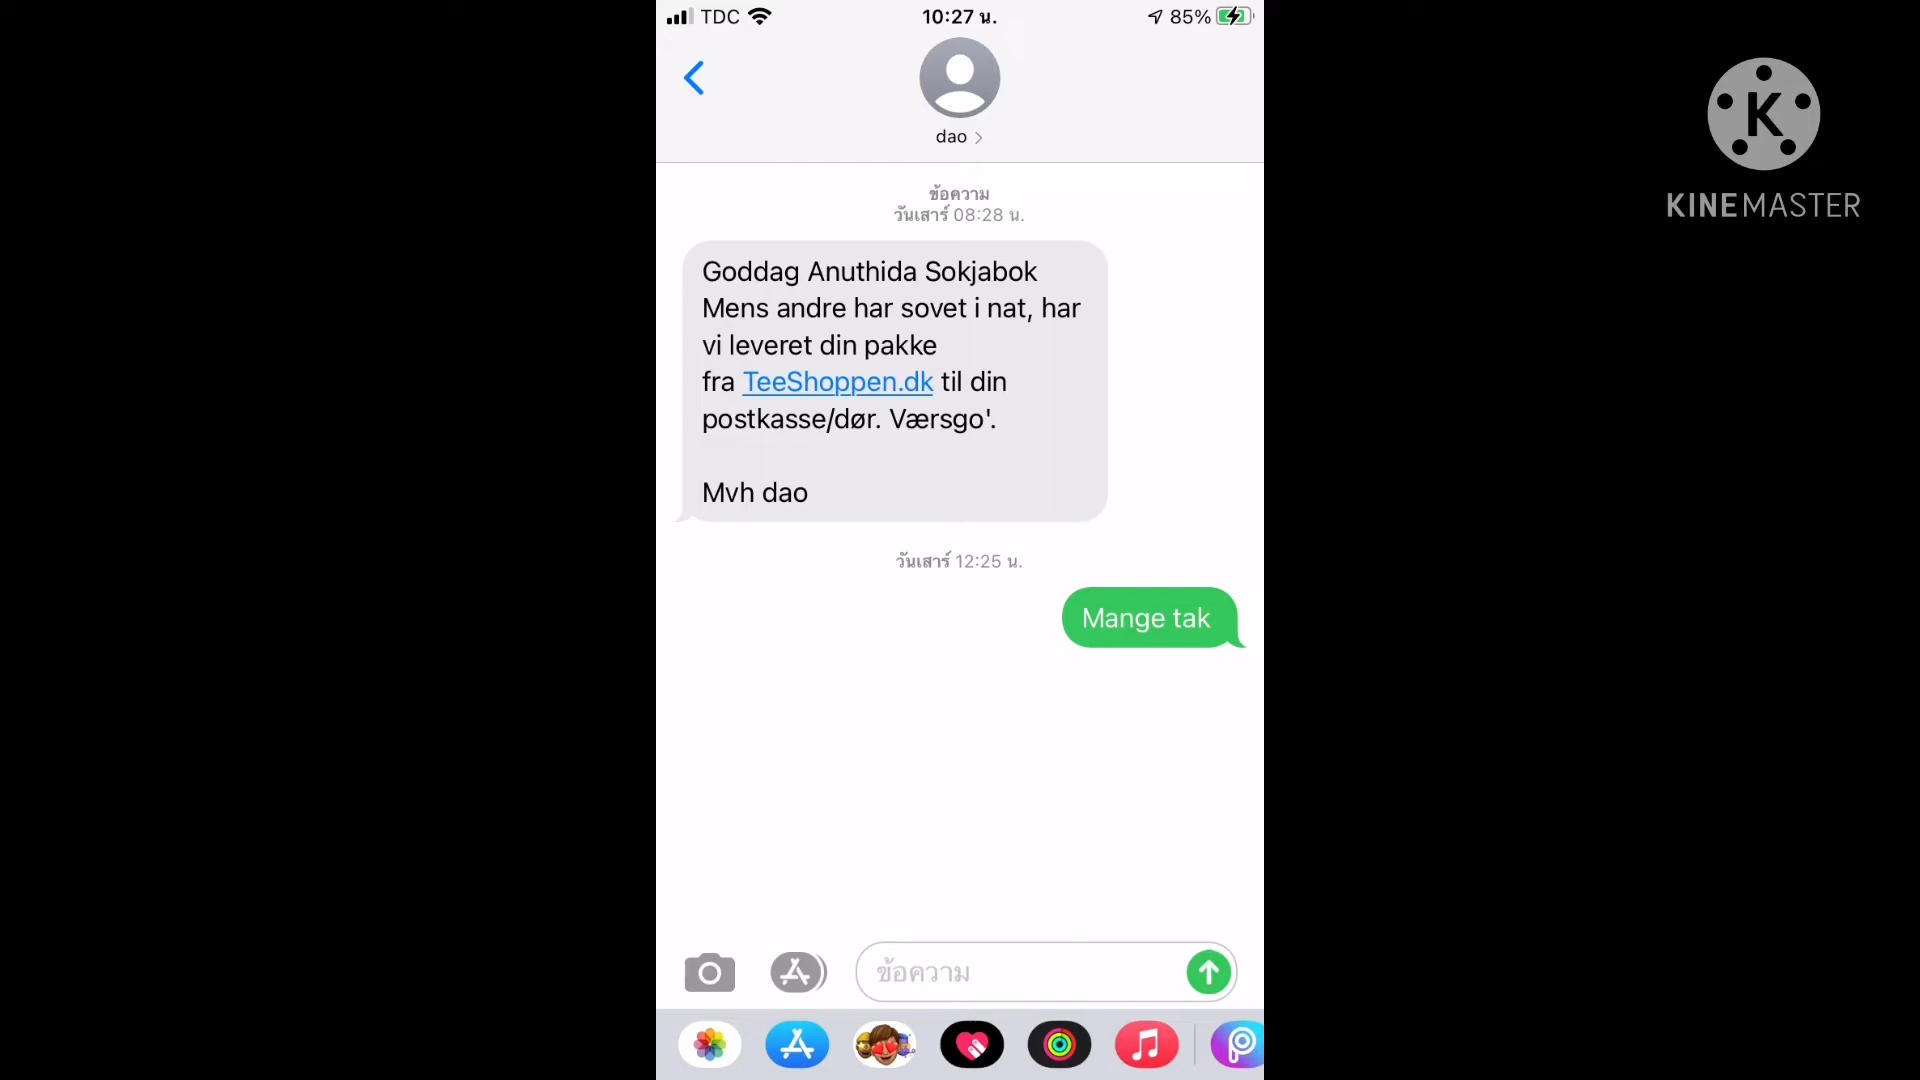 TDC
10:27 น.
85%
K
KINEMASTER
dao
ข้อความ
วันเสาร์ 08:28 น.
Goddag Anuthida Sokjabok
Mens andre har sovet i nat, har
vi leveret din pakke
fra TeeShoppen.dk til din
postkasse/dør. Værsgo'.
Mvh dao
วันเสาร์ 12:25 น.
Mange tak
ข้อความ